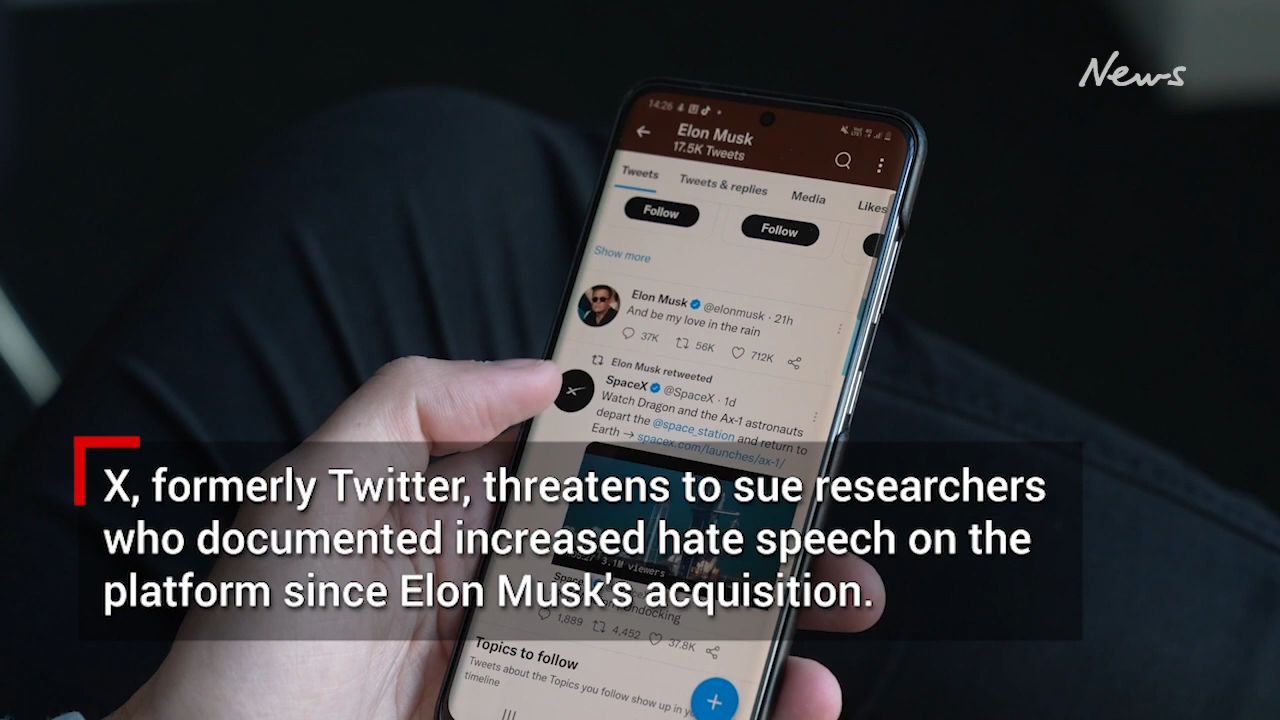 News
14:26
Elon Musk
17.5K Tweets
Tweets Tweets & replies Media Likes
Follow Follow
Show more
Elon Musk @elonmusk · 21h
And be my love in the rain
37K 56K 712K
Elon Musk retweeted
SpaceX @SpaceX · 1d
Watch Dragon and the Ax-1 astronauts
depart the @space_station and return to
Earth → spacex.com/launches/ax-1/
X, formerly Twitter, threatens to sue researchers
who documented increased hate speech on the
platform since Elon Musk's acquisition.
3.1M viewers
1,889 4,452 37.8K
Topics to follow
Tweets about the Topics you follow show up in
timeline